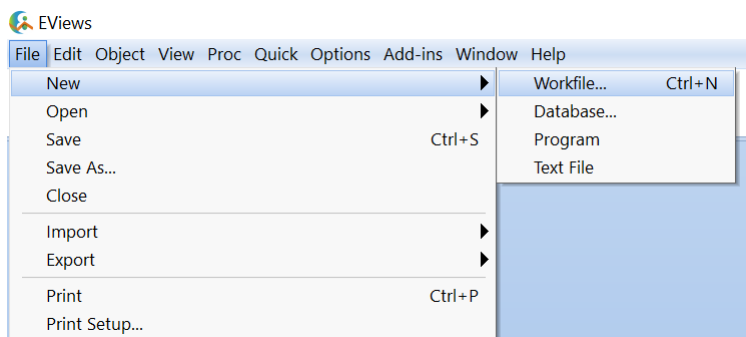 EViews
File Edit Object View Proc Quick Options Add-ins Window Help
New
Workfile... Ctrl+N
Open
Database...
Save Ctrl+S
Program
Save As...
Text File
Close
Import
Export
Print Ctrl+P
Print Setup...